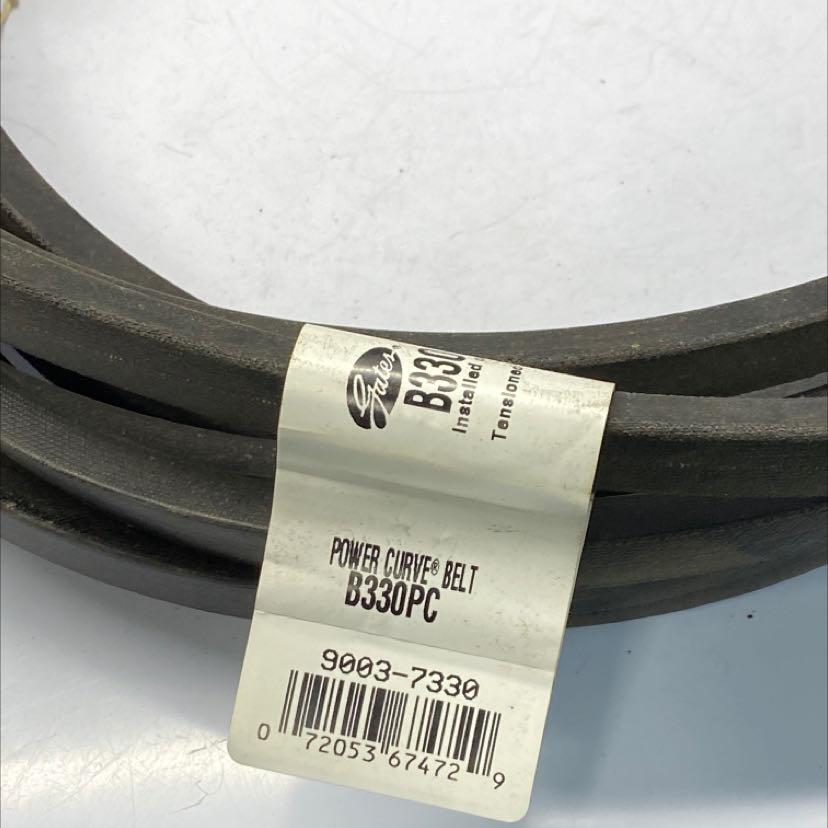 Gates
B330
Installed
Tensioned
POWER CURVE® BELT
B330PC
9003-7330
0 72053 67472 9